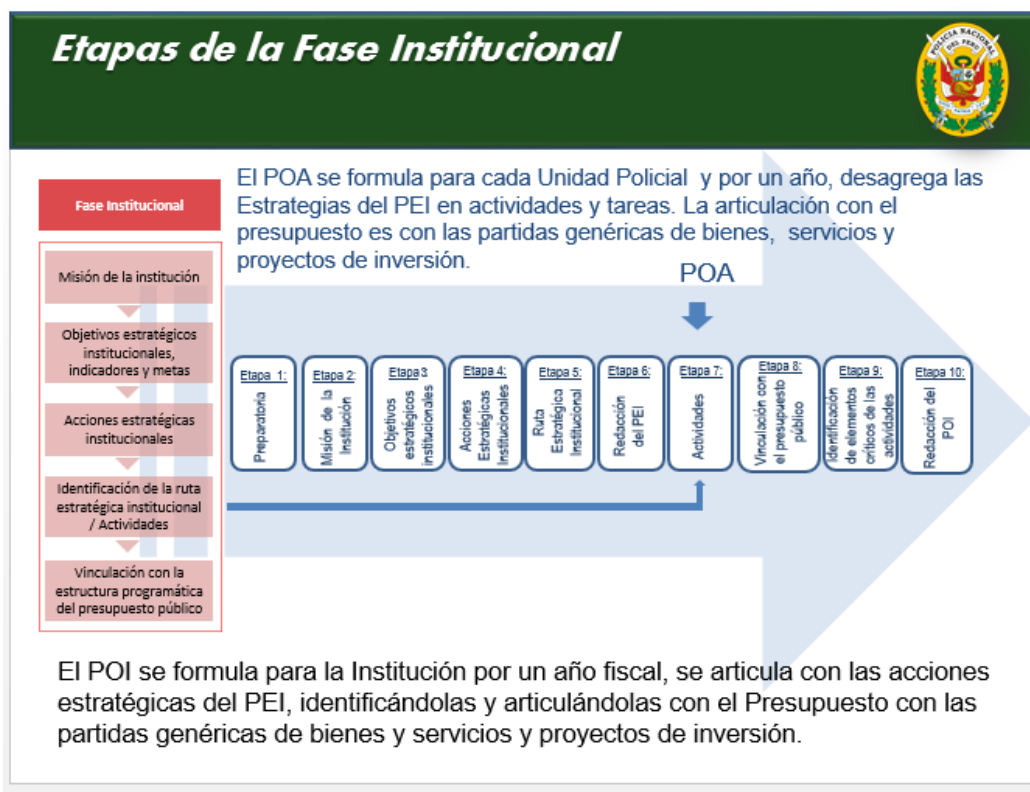 Etapas de la Fase Institucional
POLICIA NACIONAL
DEL PERU
El POA se formula para cada Unidad Policial y por un año, desagrega las
Estrategias del PEI en actividades y tareas. La articulación con el
presupuesto es con las partidas genéricas de bienes, servicios y
proyectos de inversión.
POA
Fase Institucional
Misión de la institución
Objetivos estratégicos
institucionales,
indicadores y metas
Acciones estratégicas
institucionales
Identificación de la ruta
estratégica institucional
/ Actividades
Vinculación con la
estructura programática
del presupuesto público
Etapa 1:
Preparatoria
Etapa 2:
Misión de la
Institución
Etapa3
Objetivos
estratégicos
institucionales
Etapa 4:
Acciones
Estratégicas
Institucionales
Etapa 5:
Ruta
Estratégica
Institucional
Etapa 6:
Redacción
del PEI
Etapa 7:
Actividades
Etapa 8:
Vinculación con
el presupuesto
público
Etapa 9:
Identificación
de elementos
críticos de las
actividades
Etapa 10:
Redacción del
POI
El POI se formula para la Institución por un año fiscal, se articula con las acciones
estratégicas del PEI, identificándolas y articulándolas con el Presupuesto con las
partidas genéricas de bienes y servicios y proyectos de inversión.